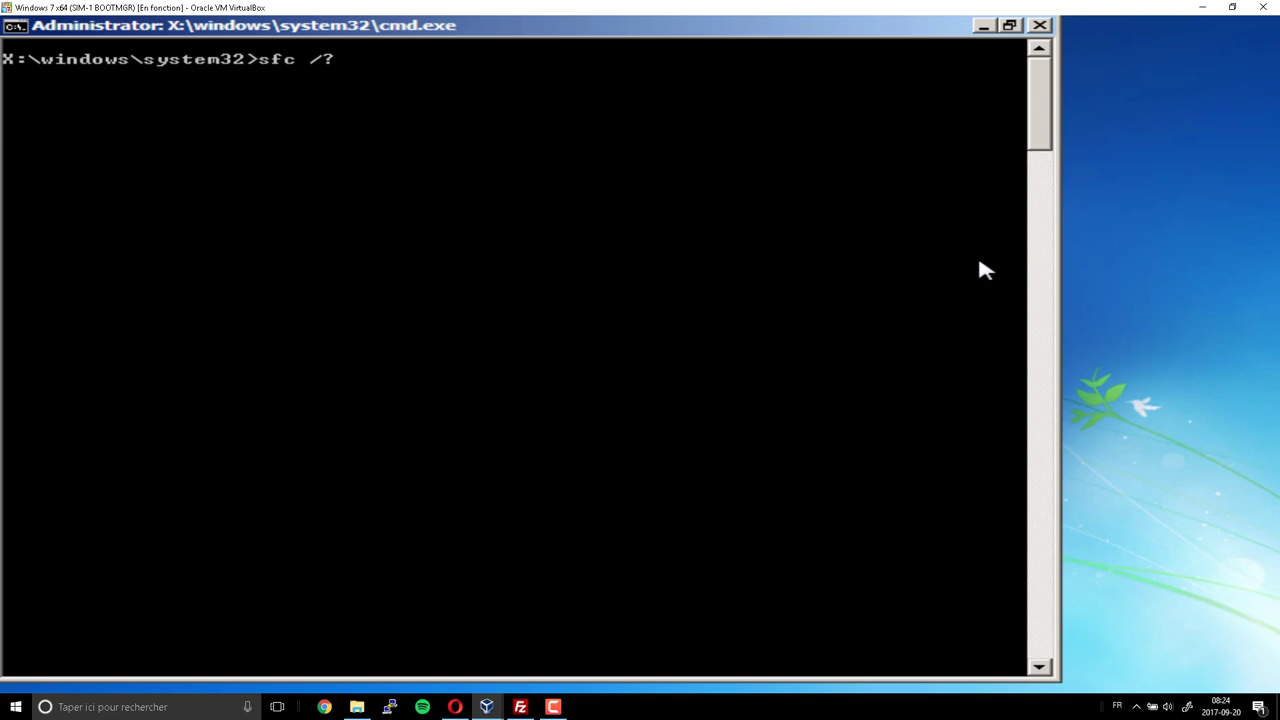 Windows 7 x64 (SIM-1 BOOTMGR) [En fonction] - Oracle VM VirtualBox
C:\. Administrator: X:\windows\system32\cmd.exe
X:\windows\system32>sfc /?
Taper ici pour rechercher
FR
08:24
2017-09-20
1